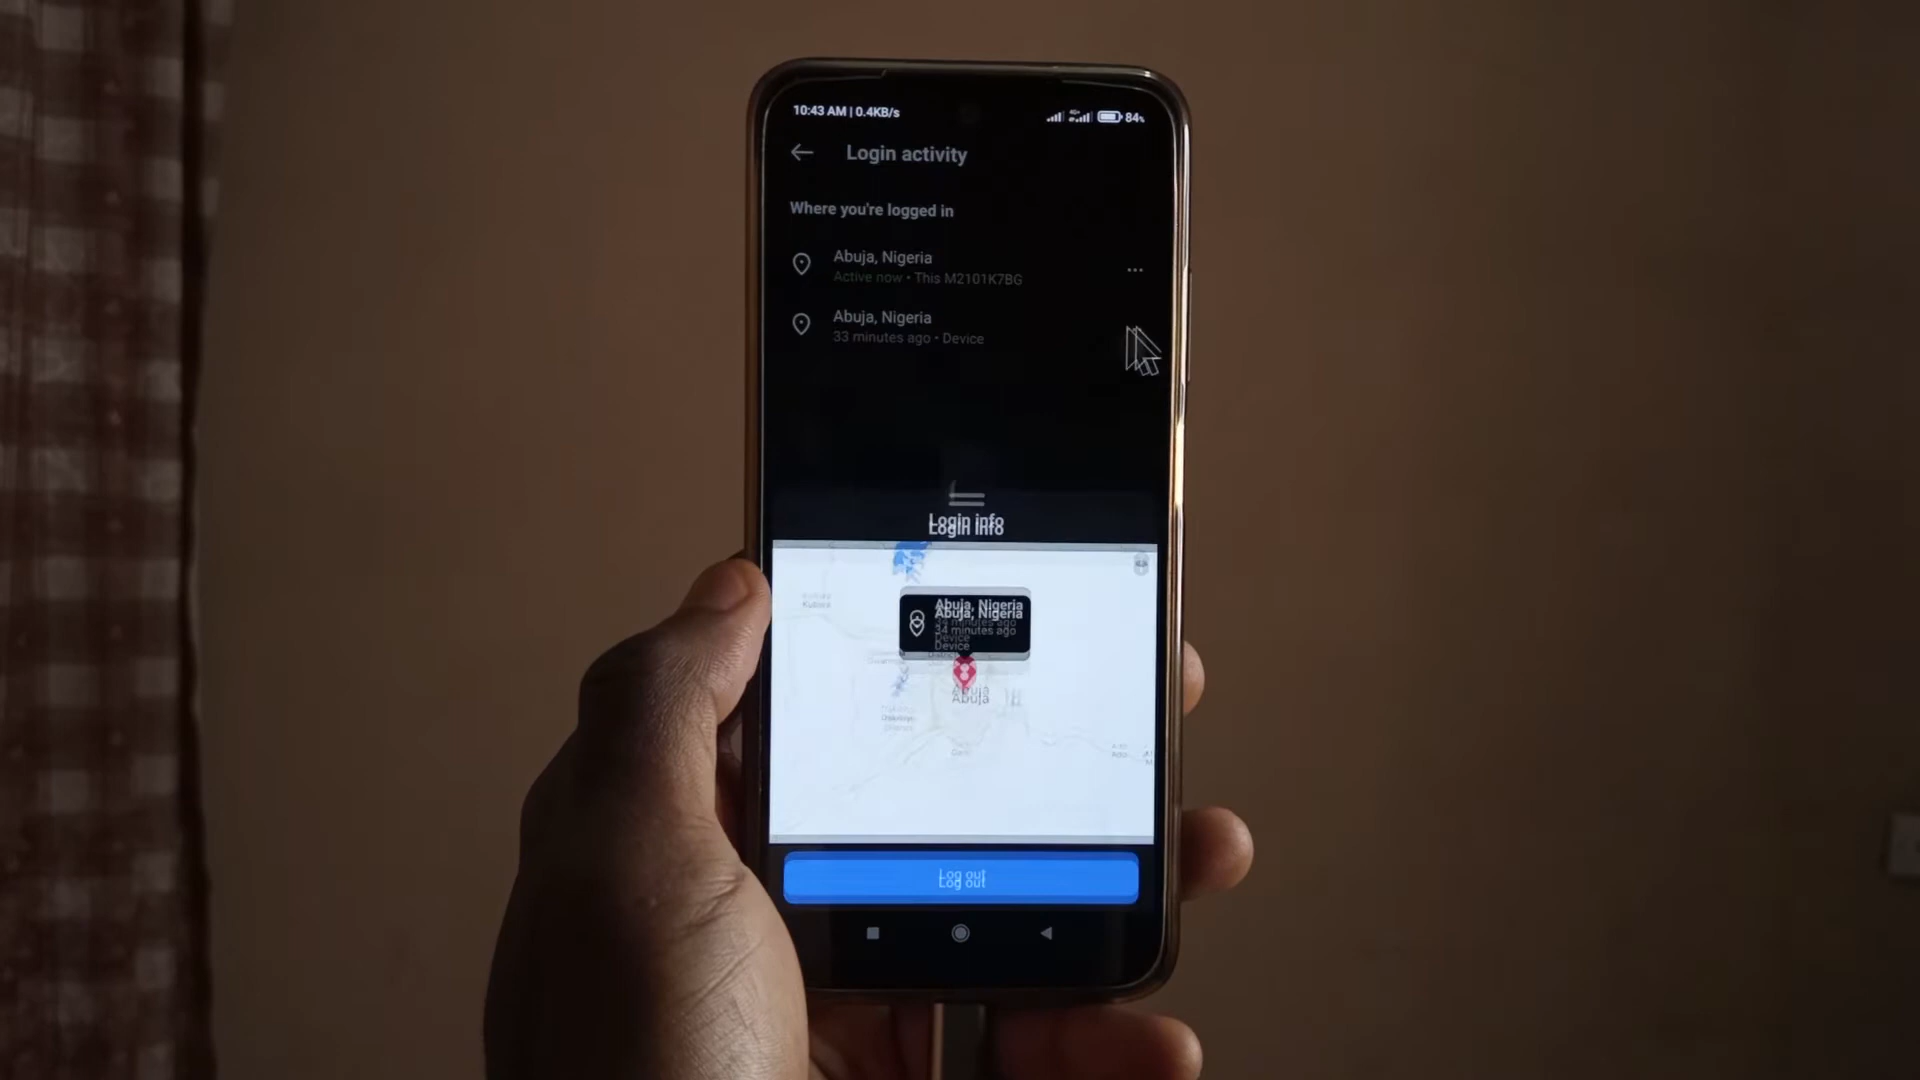 10:43 AM | 0.4KB/s
84%
Login activity
Where you're logged in
Abuja, Nigeria
Active now • This M2101K7BG
Abuja, Nigeria
33 minutes ago • Device
Login info
Abuja, Nigeria
34 minutes ago
Device
Abuja
Log out